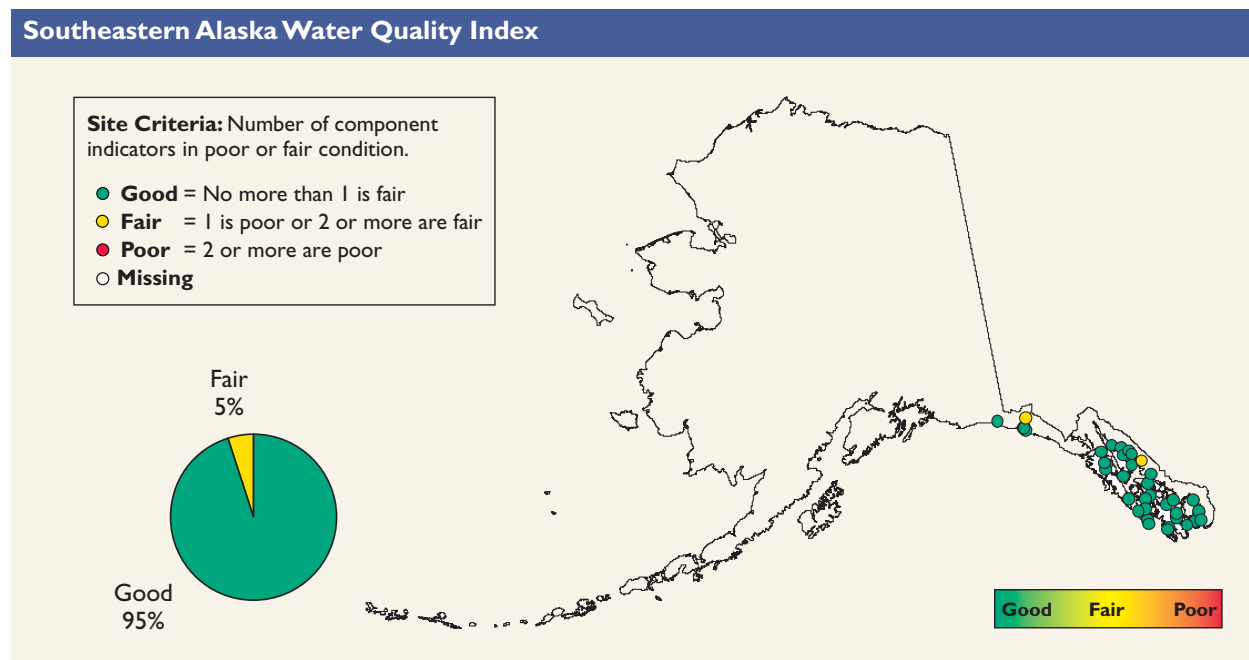 Southeastern Alaska Water Quality Index
Site Criteria: Number of component
indicators in poor or fair condition.
Good = No more than 1 is fair
Fair = 1 is poor or 2 or more are fair
Poor = 2 or more are poor
Missing
Fair
5%
Good
95%
Good Fair Poor